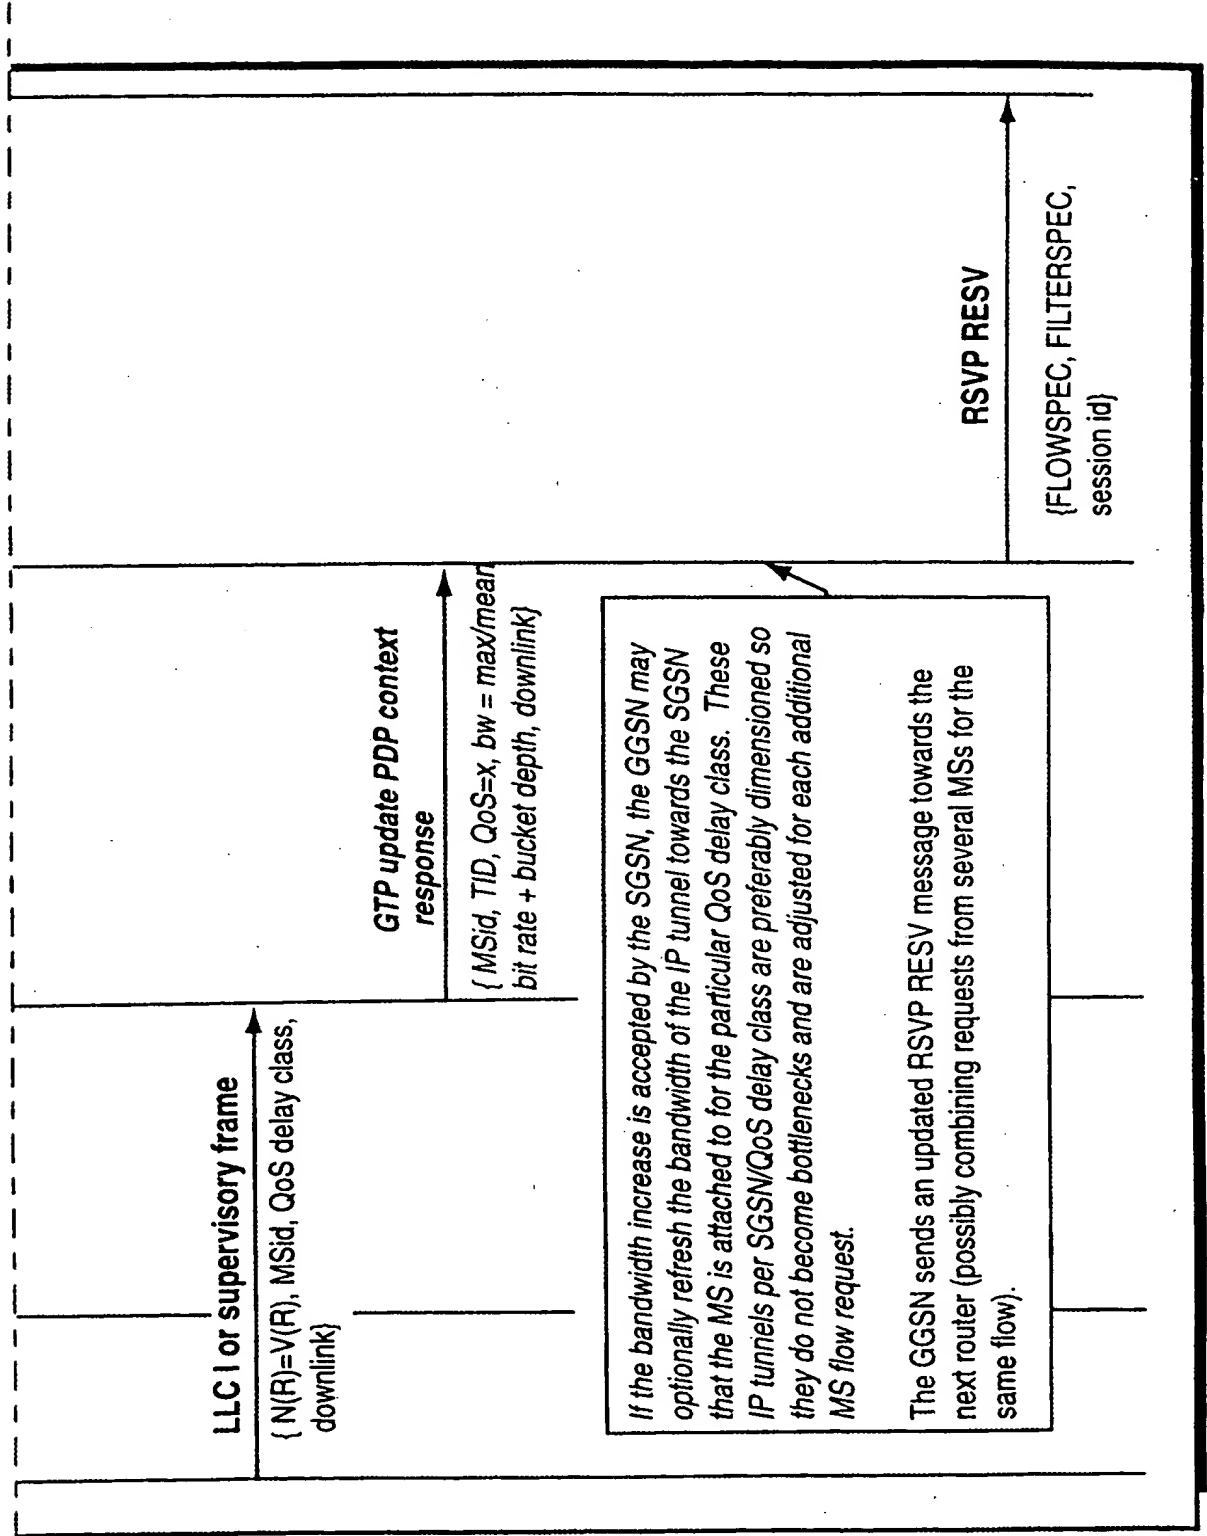 LLC I or supervisory frame
{ N(R)=V(R), MSid, QoS delay class,
downlink}
GTP update PDP context
response
{ MSid, TID, QoS=x, bw = max/mean
bit rate + bucket depth, downlink}
If the bandwidth increase is accepted by the SGSN, the GGSN may
optionally refresh the bandwidth of the IP tunnel towards the SGSN
that the MS is attached to for the particular QoS delay class. These
IP tunnels per SGSN/QoS delay class are preferably dimensioned so
they do not become bottlenecks and are adjusted for each additional
MS flow request.
The GGSN sends an updated RSVP RESV message towards the
next router (possibly combining requests from several MSs for the
same flow).
RSVP RESV
{FLOWSPEC, FILTERSPEC,
session id}